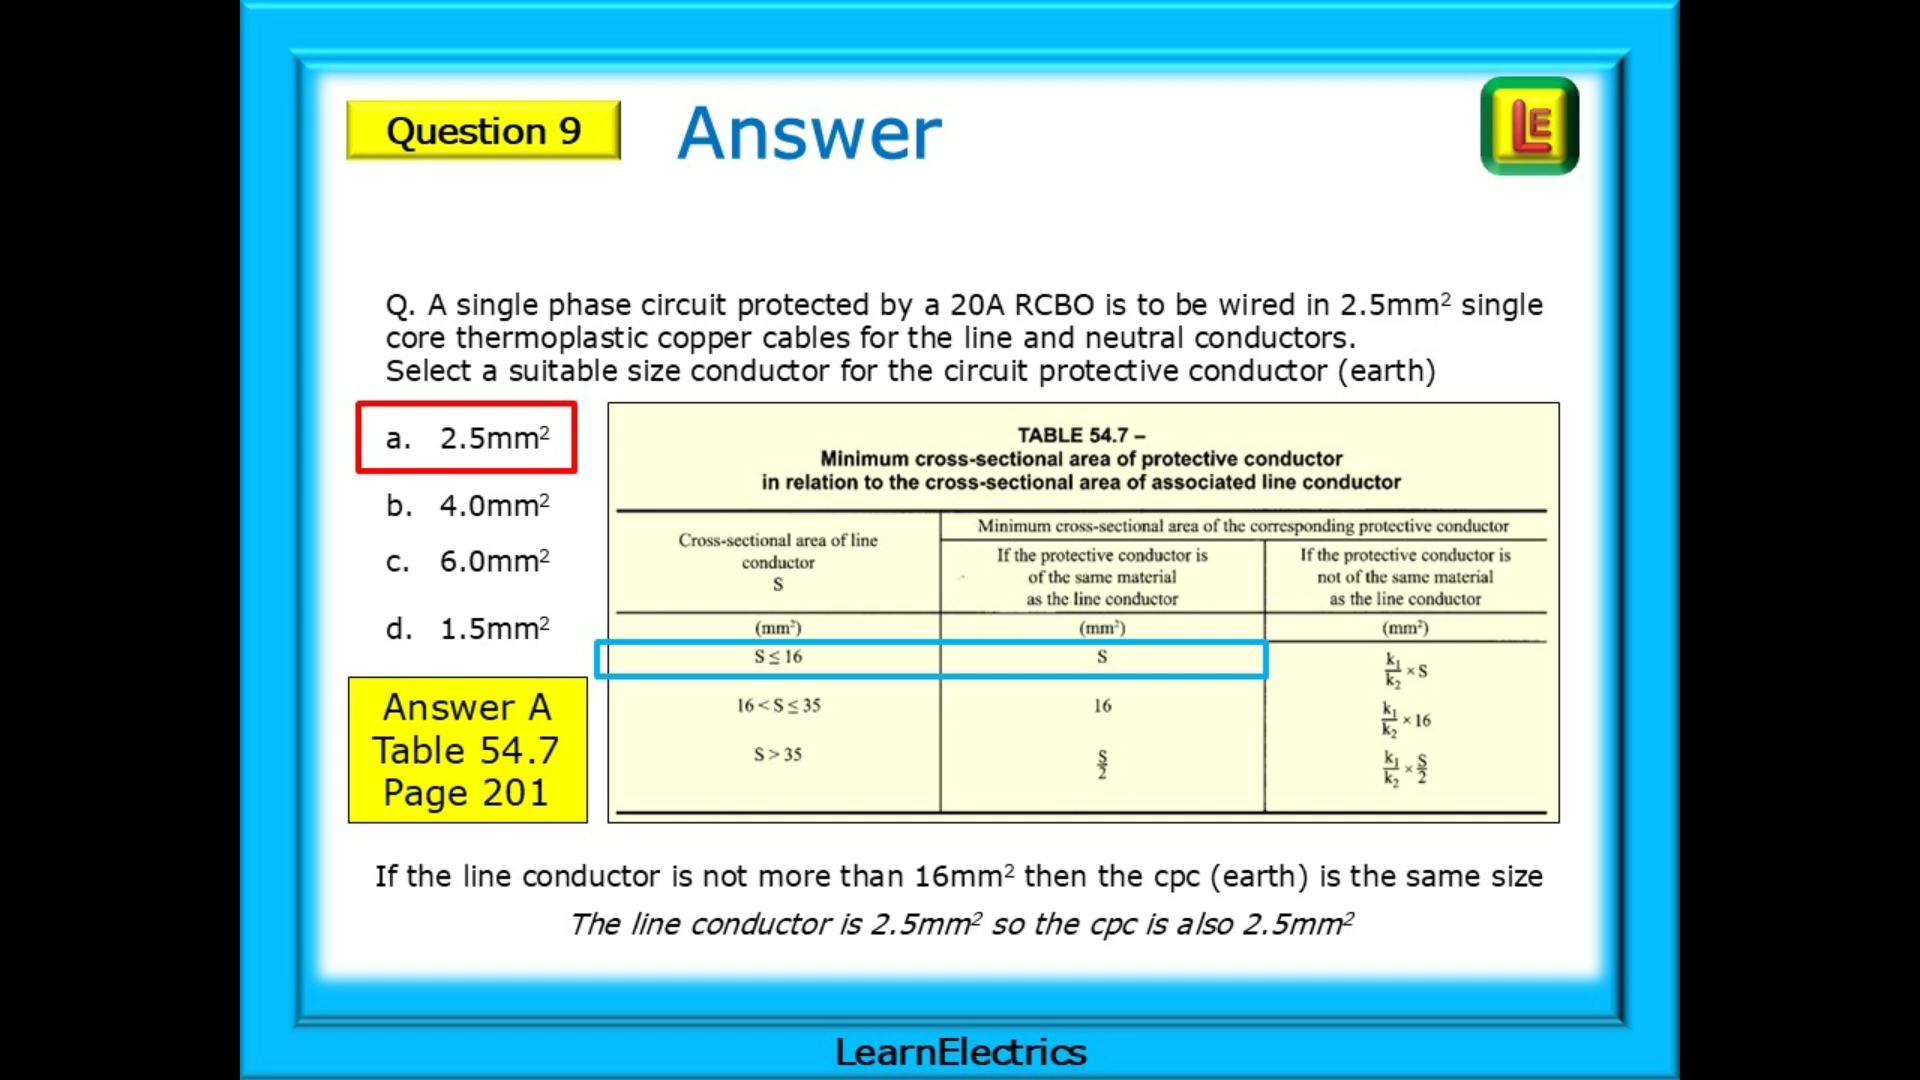 Question 9
Answer
LE
Q. A single phase circuit protected by a 20A RCBO is to be wired in 2.5mm² single
core thermoplastic copper cables for the line and neutral conductors.
Select a suitable size conductor for the circuit protective conductor (earth)
a. 2.5mm²
b. 4.0mm²
c. 6.0mm²
d. 1.5mm²
Answer A
Table 54.7
Page 201
TABLE 54.7 –
Minimum cross-sectional area of protective conductor
in relation to the cross-sectional area of associated line conductor
Cross-sectional area of line
conductor
S
Minimum cross-sectional area of the corresponding protective conductor
If the protective conductor is
of the same material
as the line conductor
If the protective conductor is
not of the same material
as the line conductor
(mm²) (mm²) (mm²)
S ≤ 16 S k₁/k₂ × S
16 < S ≤ 35 16 k₁/k₂ × 16
S > 35 S/2 k₁/k₂ × S/2
If the line conductor is not more than 16mm² then the cpc (earth) is the same size
The line conductor is 2.5mm² so the cpc is also 2.5mm²
LearnElectrics